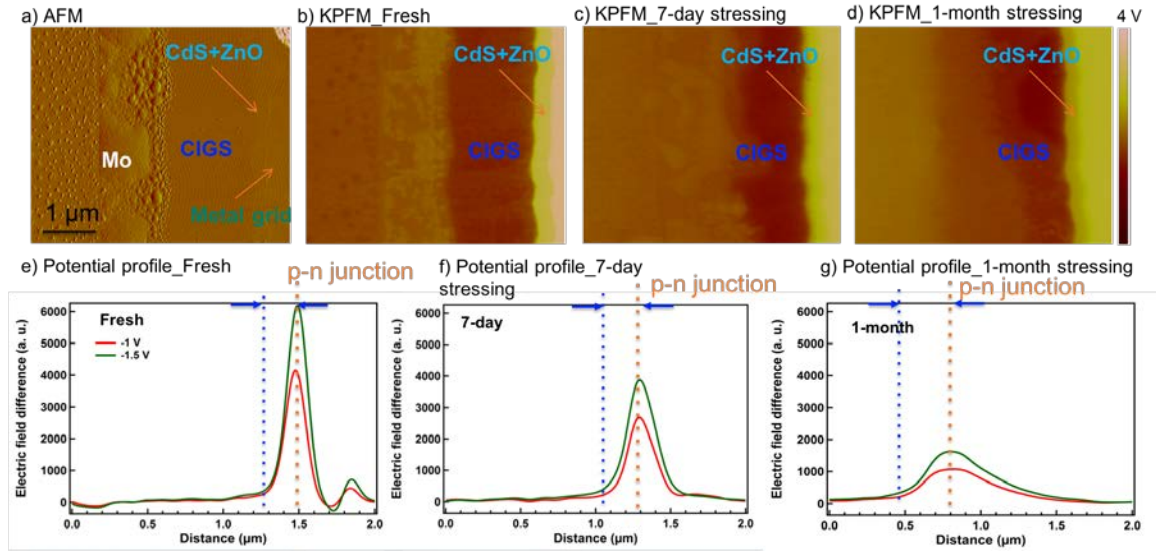 a) AFM
b) KPFM_Fresh
c) KPFM_7-day stressing
d) KPFM_1-month stressing
4 V
CdS+ZnO
CdS+ZnO
CdS+ZnO
CdS+ZnO
Mo
CIGS
CIGS
CIGS
CIGS
Metal grid
1 µm
e) Potential profile_Fresh
f) Potential profile_7-day
stressing
g) Potential profile_1-month stressing
p-n junction
p-n junction
p-n junction
Fresh
-1 V
-1.5 V
Electric field difference (a. u.)
6000
5000
4000
3000
2000
1000
0
0.0
0.5
1.0
1.5
2.0
Distance (µm)
7-day
Electric field difference (a. u.)
6000
5000
4000
3000
2000
1000
0
0.0
0.5
1.0
1.5
2.0
Distance (µm)
1-month
Electric field difference (a. u.)
6000
5000
4000
3000
2000
1000
0
0.0
0.5
1.0
1.5
2.0
Distance (µm)